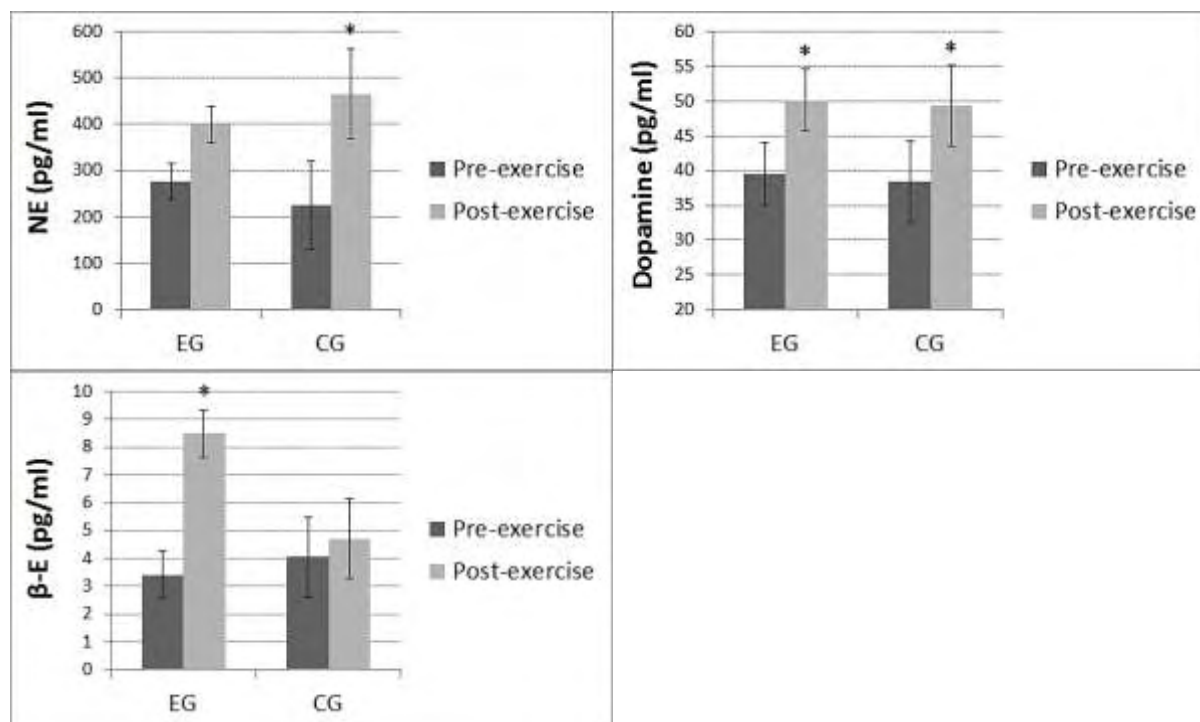 NE (pg/ml)
600
500
400
300
200
100
0
*
EG
CG
Pre-exercise
Post-exercise
Dopamine (pg/ml)
60
55
50
45
40
35
30
25
20
*
*
EG
CG
Pre-exercise
Post-exercise
β-E (pg/ml)
10
9
8
7
6
5
4
3
2
1
0
*
EG
CG
Pre-exercise
Post-exercise